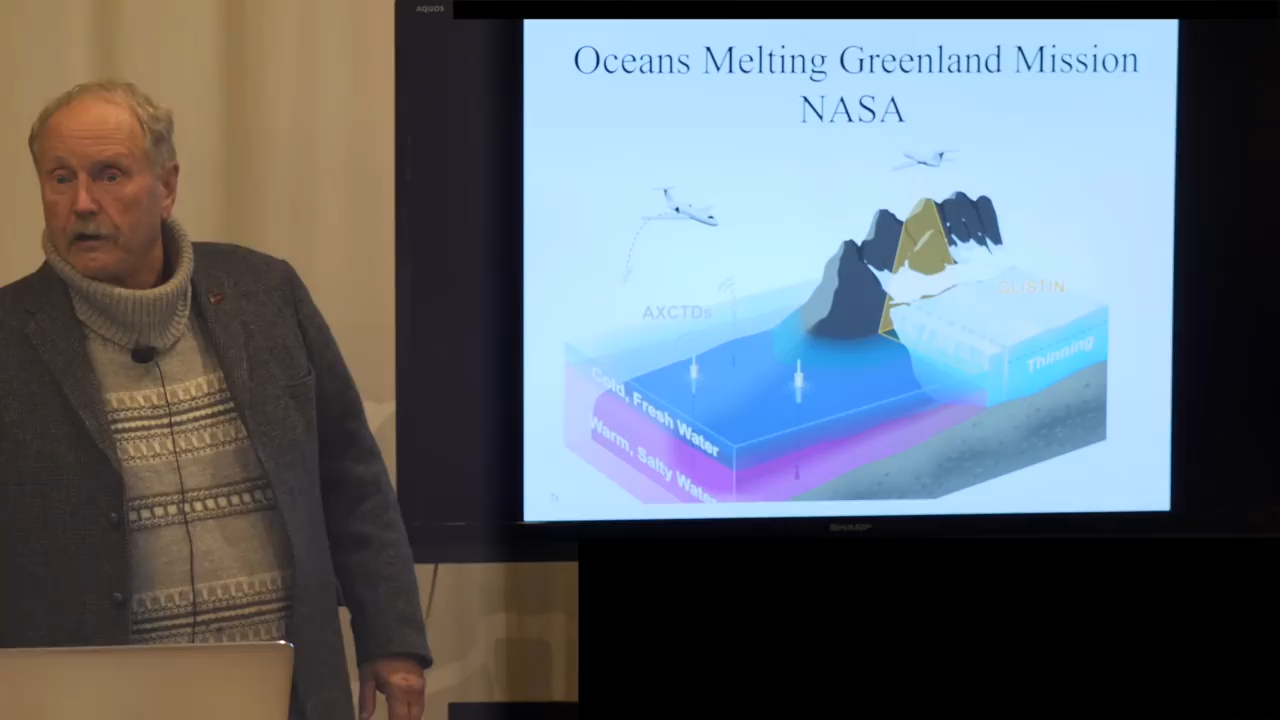 AQUOS
Oceans Melting Greenland Mission
NASA
GLISTIN
AXCTDs
Thinning
Cold, Fresh Water
Warm, Salty Water
SHARP